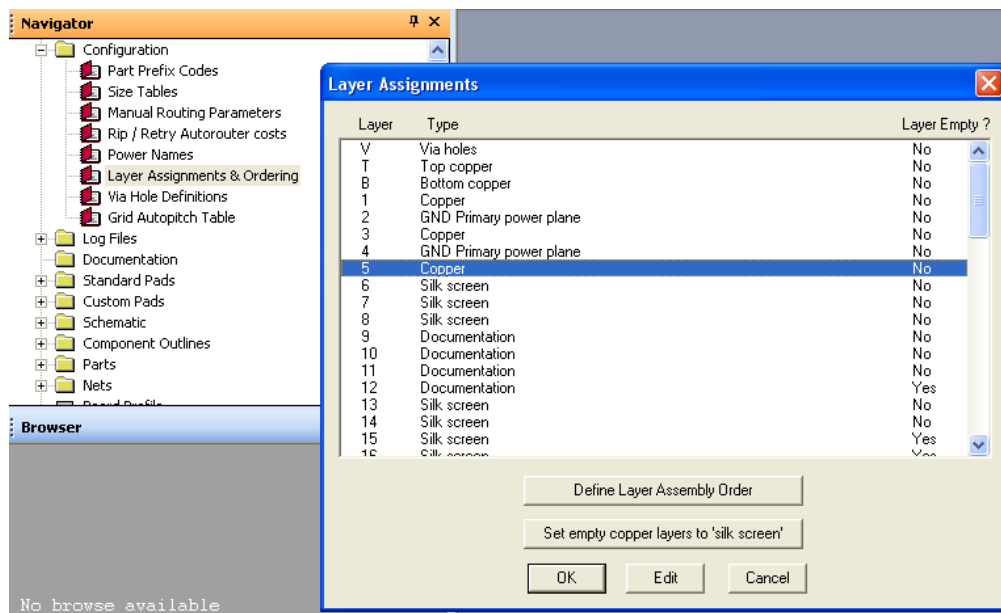 Navigator
Configuration
Part Prefix Codes
Size Tables
Manual Routing Parameters
Rip / Retry Autorouter costs
Power Names
Layer Assignments & Ordering
Via Hole Definitions
Grid Autopitch Table
Log Files
Documentation
Standard Pads
Custom Pads
Schematic
Component Outlines
Parts
Nets
Browser
No browse available
Layer Assignments
Layer Type Layer Empty ?
V Via holes No
T Top copper No
B Bottom copper No
1 Copper No
2 GND Primary power plane No
3 Copper No
4 GND Primary power plane No
5 Copper No
6 Silk screen No
7 Silk screen No
8 Silk screen No
9 Documentation No
10 Documentation No
11 Documentation No
12 Documentation Yes
13 Silk screen No
14 Silk screen No
15 Silk screen Yes
16 Silk screen Yes
Define Layer Assembly Order
Set empty copper layers to 'silk screen'
OK Edit Cancel